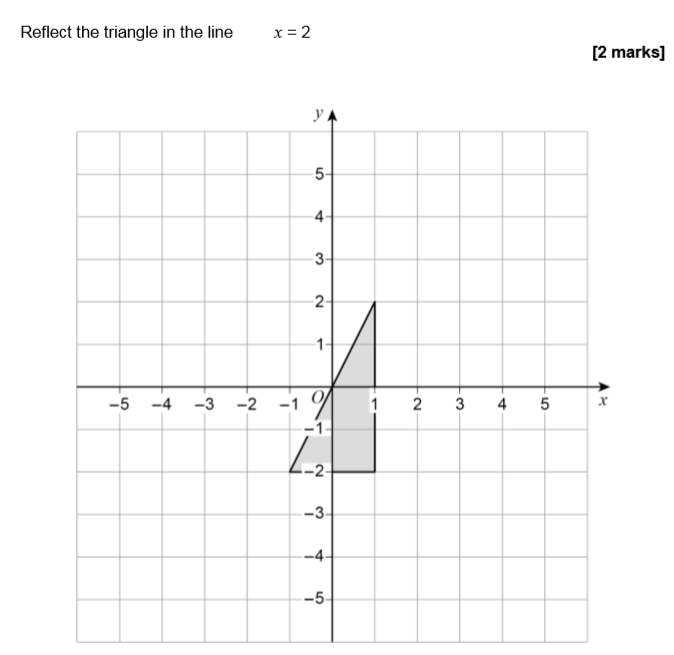 Reflect the triangle in the line x = 2
[2 marks]
y
5
4
3
2
1
–5 –4 –3 –2 –1 O 1 2 3 4 5 x
–1
–2
–3
–4
–5